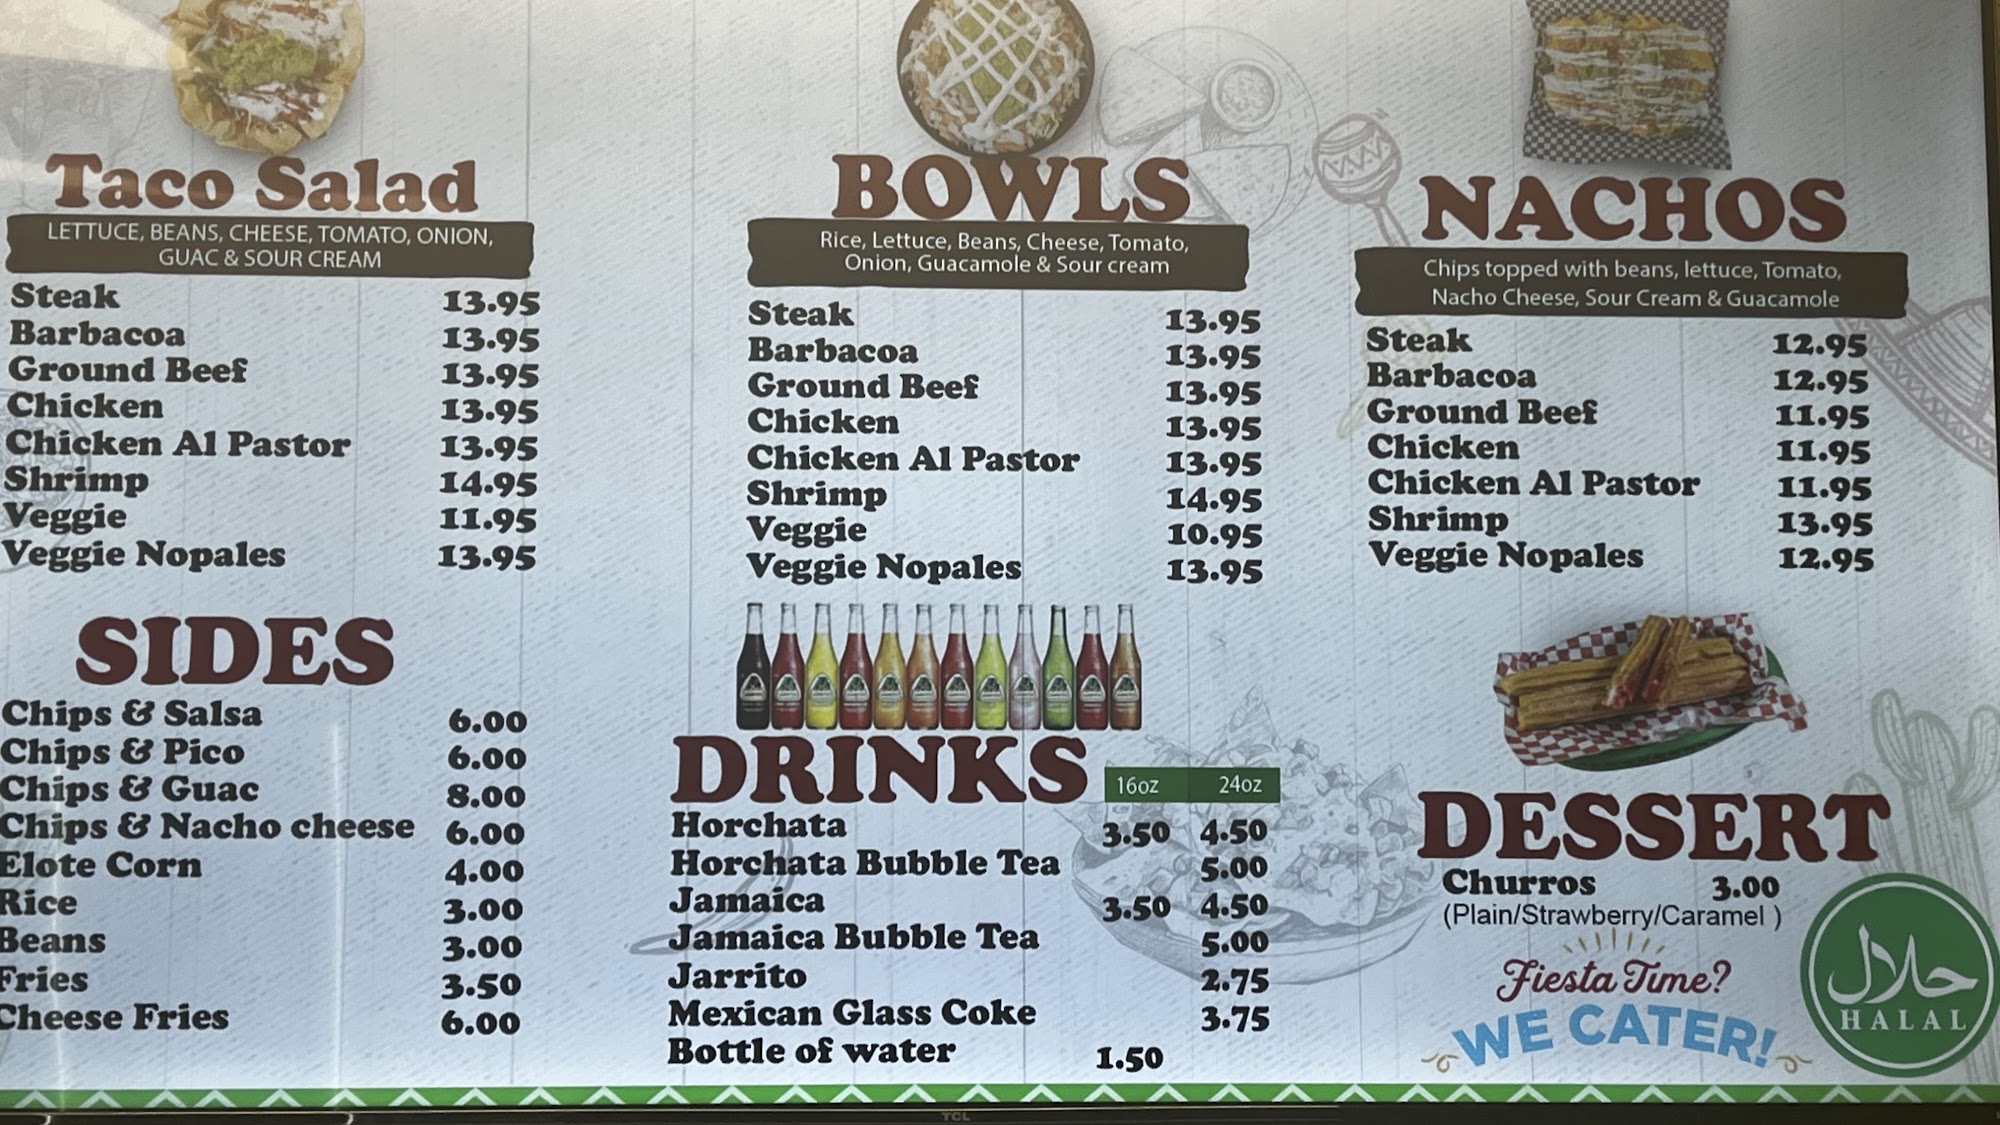 Taco Salad
LETTUCE, BEANS, CHEESE, TOMATO, ONION,
GUAC & SOUR CREAM
Steak 13.95
Barbacoa 13.95
Ground Beef 13.95
Chicken 13.95
Chicken Al Pastor 13.95
Shrimp 14.95
Veggie 11.95
Veggie Nopales 13.95
SIDES
Chips & Salsa 6.00
Chips & Pico 6.00
Chips & Guac 8.00
Chips & Nacho cheese 6.00
Elote Corn 4.00
Rice 3.00
Beans 3.00
Fries 3.50
Cheese Fries 6.00
BOWLS
Rice, Lettuce, Beans, Cheese, Tomato,
Onion, Guacamole & Sour cream
Steak 13.95
Barbacoa 13.95
Ground Beef 13.95
Chicken 13.95
Chicken Al Pastor 13.95
Shrimp 14.95
Veggie 10.95
Veggie Nopales 13.95
DRINKS 16oz 24oz
Horchata 3.50 4.50
Horchata Bubble Tea 5.00
Jamaica 3.50 4.50
Jamaica Bubble Tea 5.00
Jarrito 2.75
Mexican Glass Coke 3.75
Bottle of water 1.50
NACHOS
Chips topped with beans, lettuce, Tomato,
Nacho Cheese, Sour Cream & Guacamole
Steak 12.95
Barbacoa 12.95
Ground Beef 11.95
Chicken 11.95
Chicken Al Pastor 11.95
Shrimp 13.95
Veggie Nopales 12.95
DESSERT
Churros 3.00
(Plain/Strawberry/Caramel )
Fiesta Time?
WE CATER!
حلال
HALAL
TCL